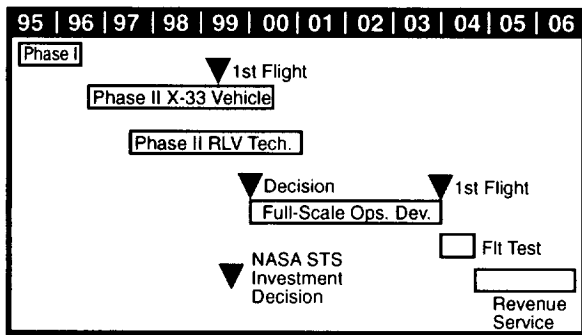 95 | 96 | 97 | 98 | 99 | 00 | 01 | 02 | 03 | 04 | 05 | 06
Phase I
1st Flight
Phase II X-33 Vehicle
Phase II RLV Tech.
Decision
1st Flight
Full-Scale Ops. Dev.
Flt Test
NASA STS
Investment
Decision
Revenue
Service